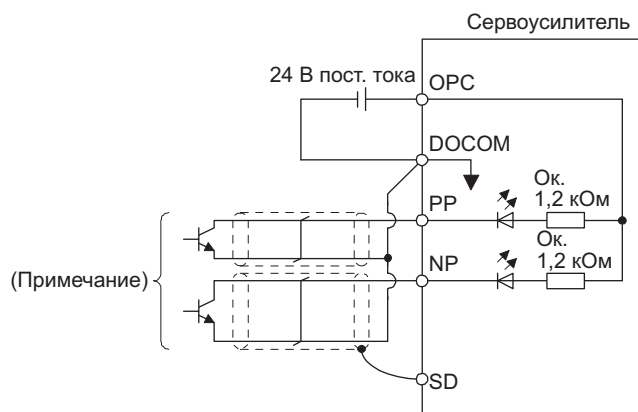 Сервоусилитель
24 В пост. тока
OPC
DOCOM
Ок.
1,2 кОм
PP
Ок.
1,2 кОм
NP
(Примечание)
SD